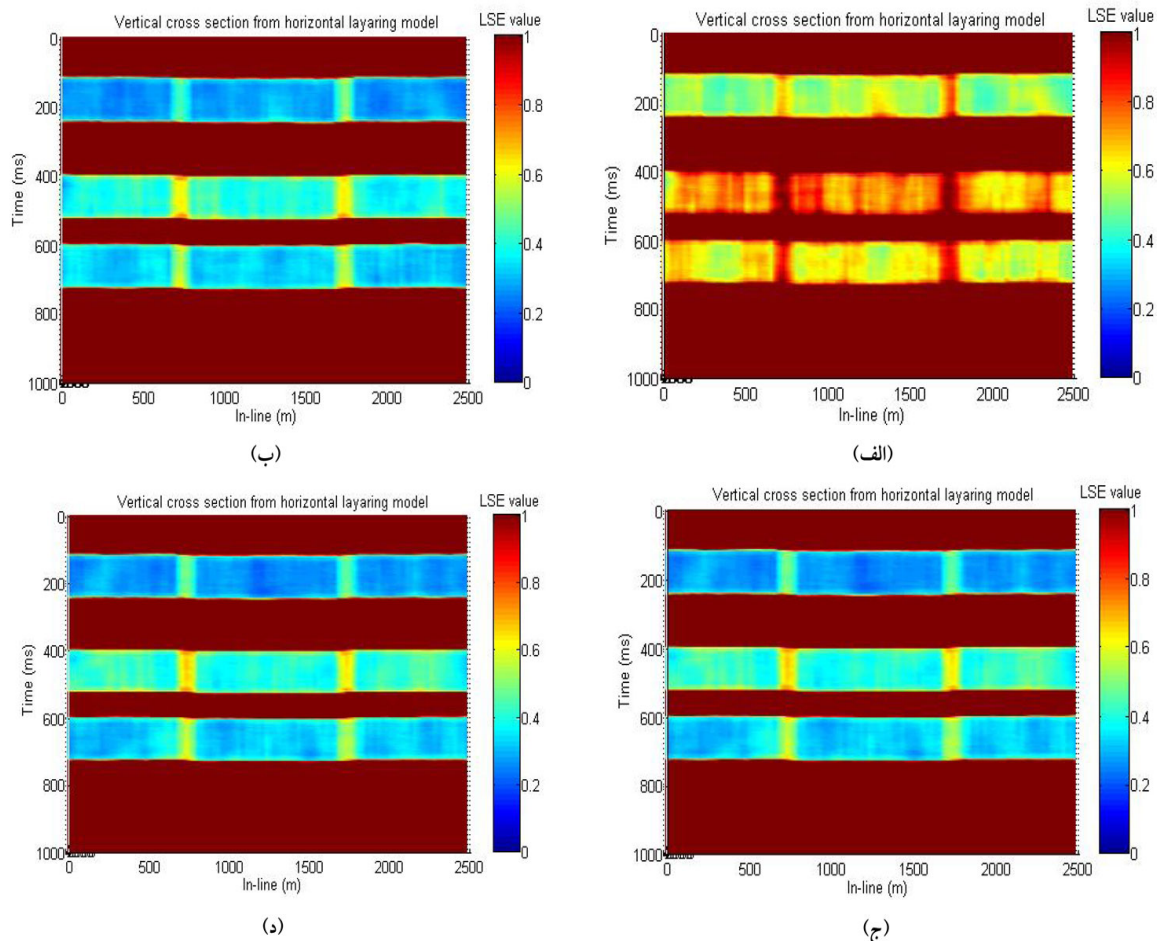 Vertical cross section from horizontal layaring model
LSE value
0
200
400
600
800
1000
Time (ms)
0 500 1000 1500 2000 2500
In-line (m)
1
0.8
0.6
0.4
0.2
0
(ب)
Vertical cross section from horizontal layaring model
LSE value
0
200
400
600
800
1000
Time (ms)
0 500 1000 1500 2000 2500
In-line (m)
1
0.8
0.6
0.4
0.2
0
(الف)
Vertical cross section from horizontal layaring model
LSE value
0
200
400
600
800
1000
Time (ms)
0 500 1000 1500 2000 2500
In-line (m)
1
0.8
0.6
0.4
0.2
0
(د)
Vertical cross section from horizontal layaring model
LSE value
0
200
400
600
800
1000
Time (ms)
0 500 1000 1500 2000 2500
In-line (m)
1
0.8
0.6
0.4
0.2
0
(ج)